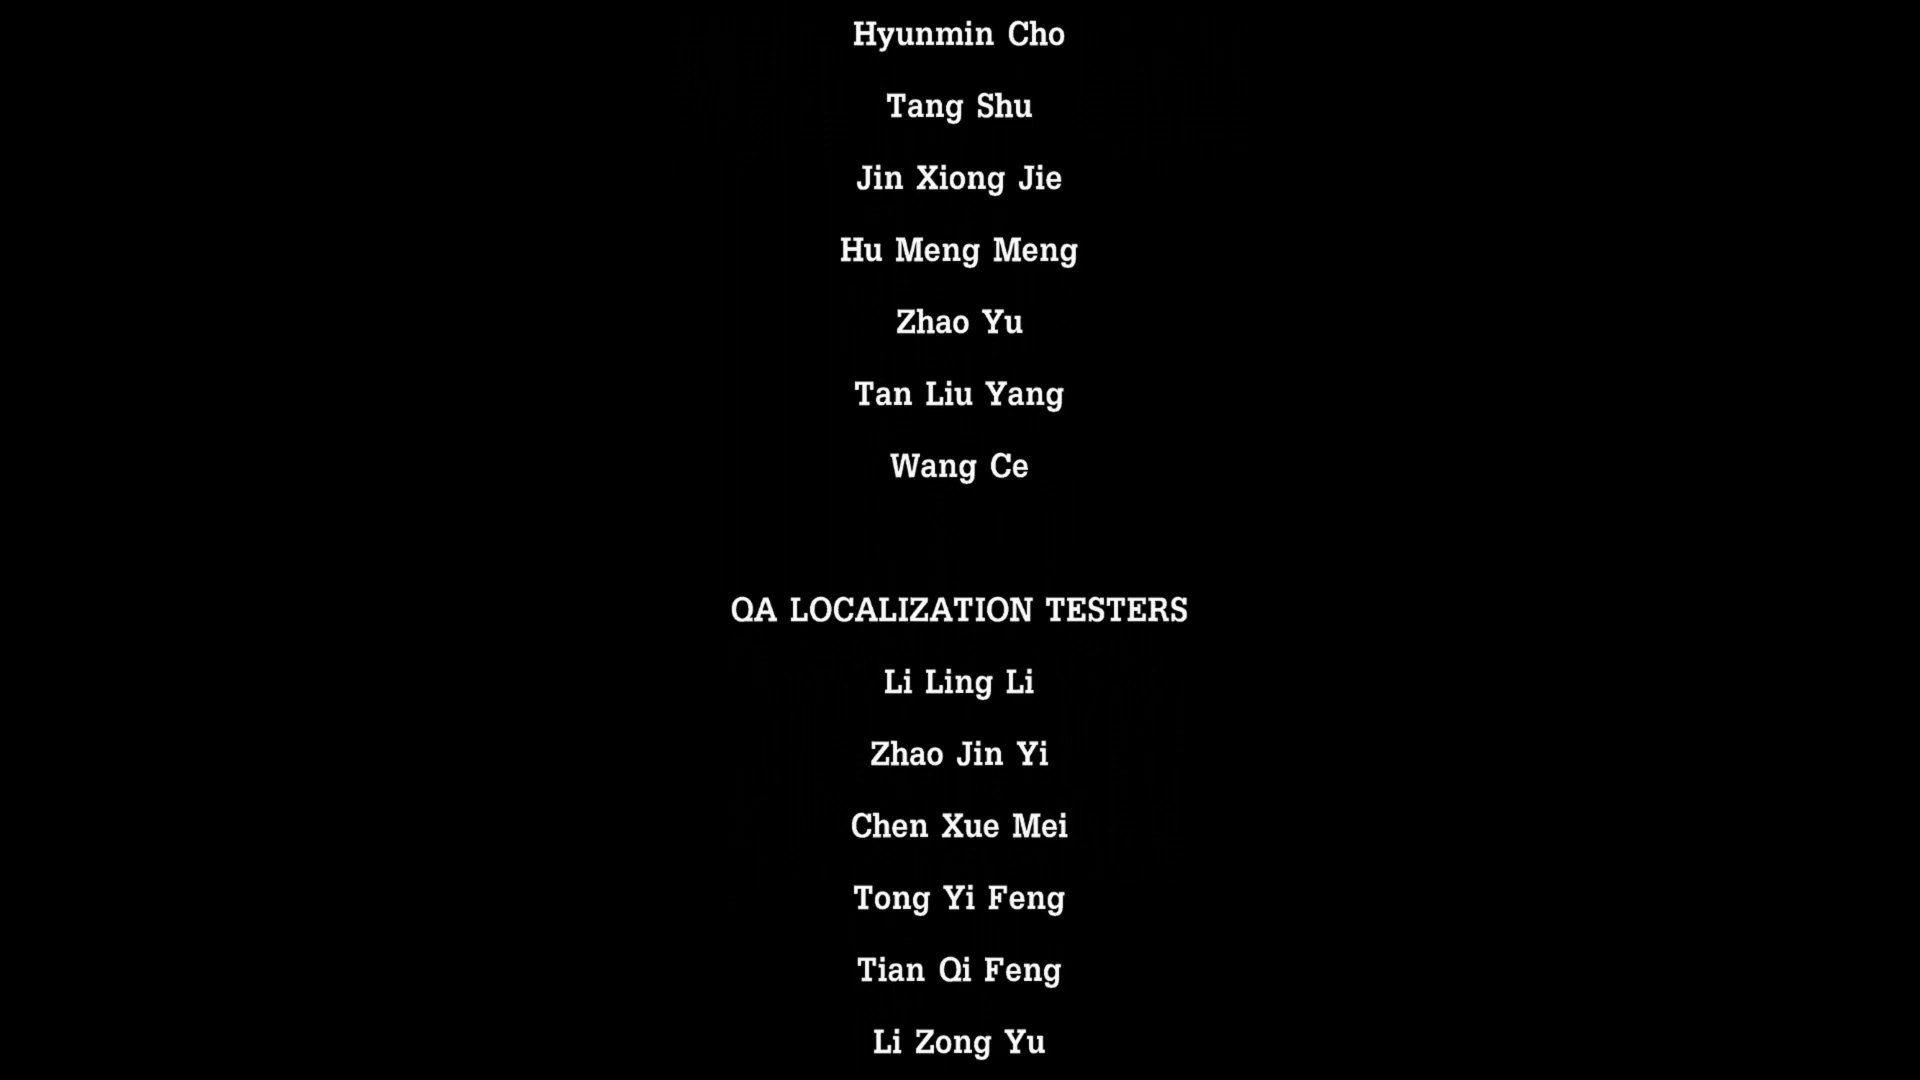 Hyunmin Cho
Tang Shu
Jin Xiong Jie
Hu Meng Meng
Zhao Yu
Tan Liu Yang
Wang Ce
QA LOCALIZATION TESTERS
Li Ling Li
Zhao Jin Yi
Chen Xue Mei
Tong Yi Feng
Tian Qi Feng
Li Zong Yu